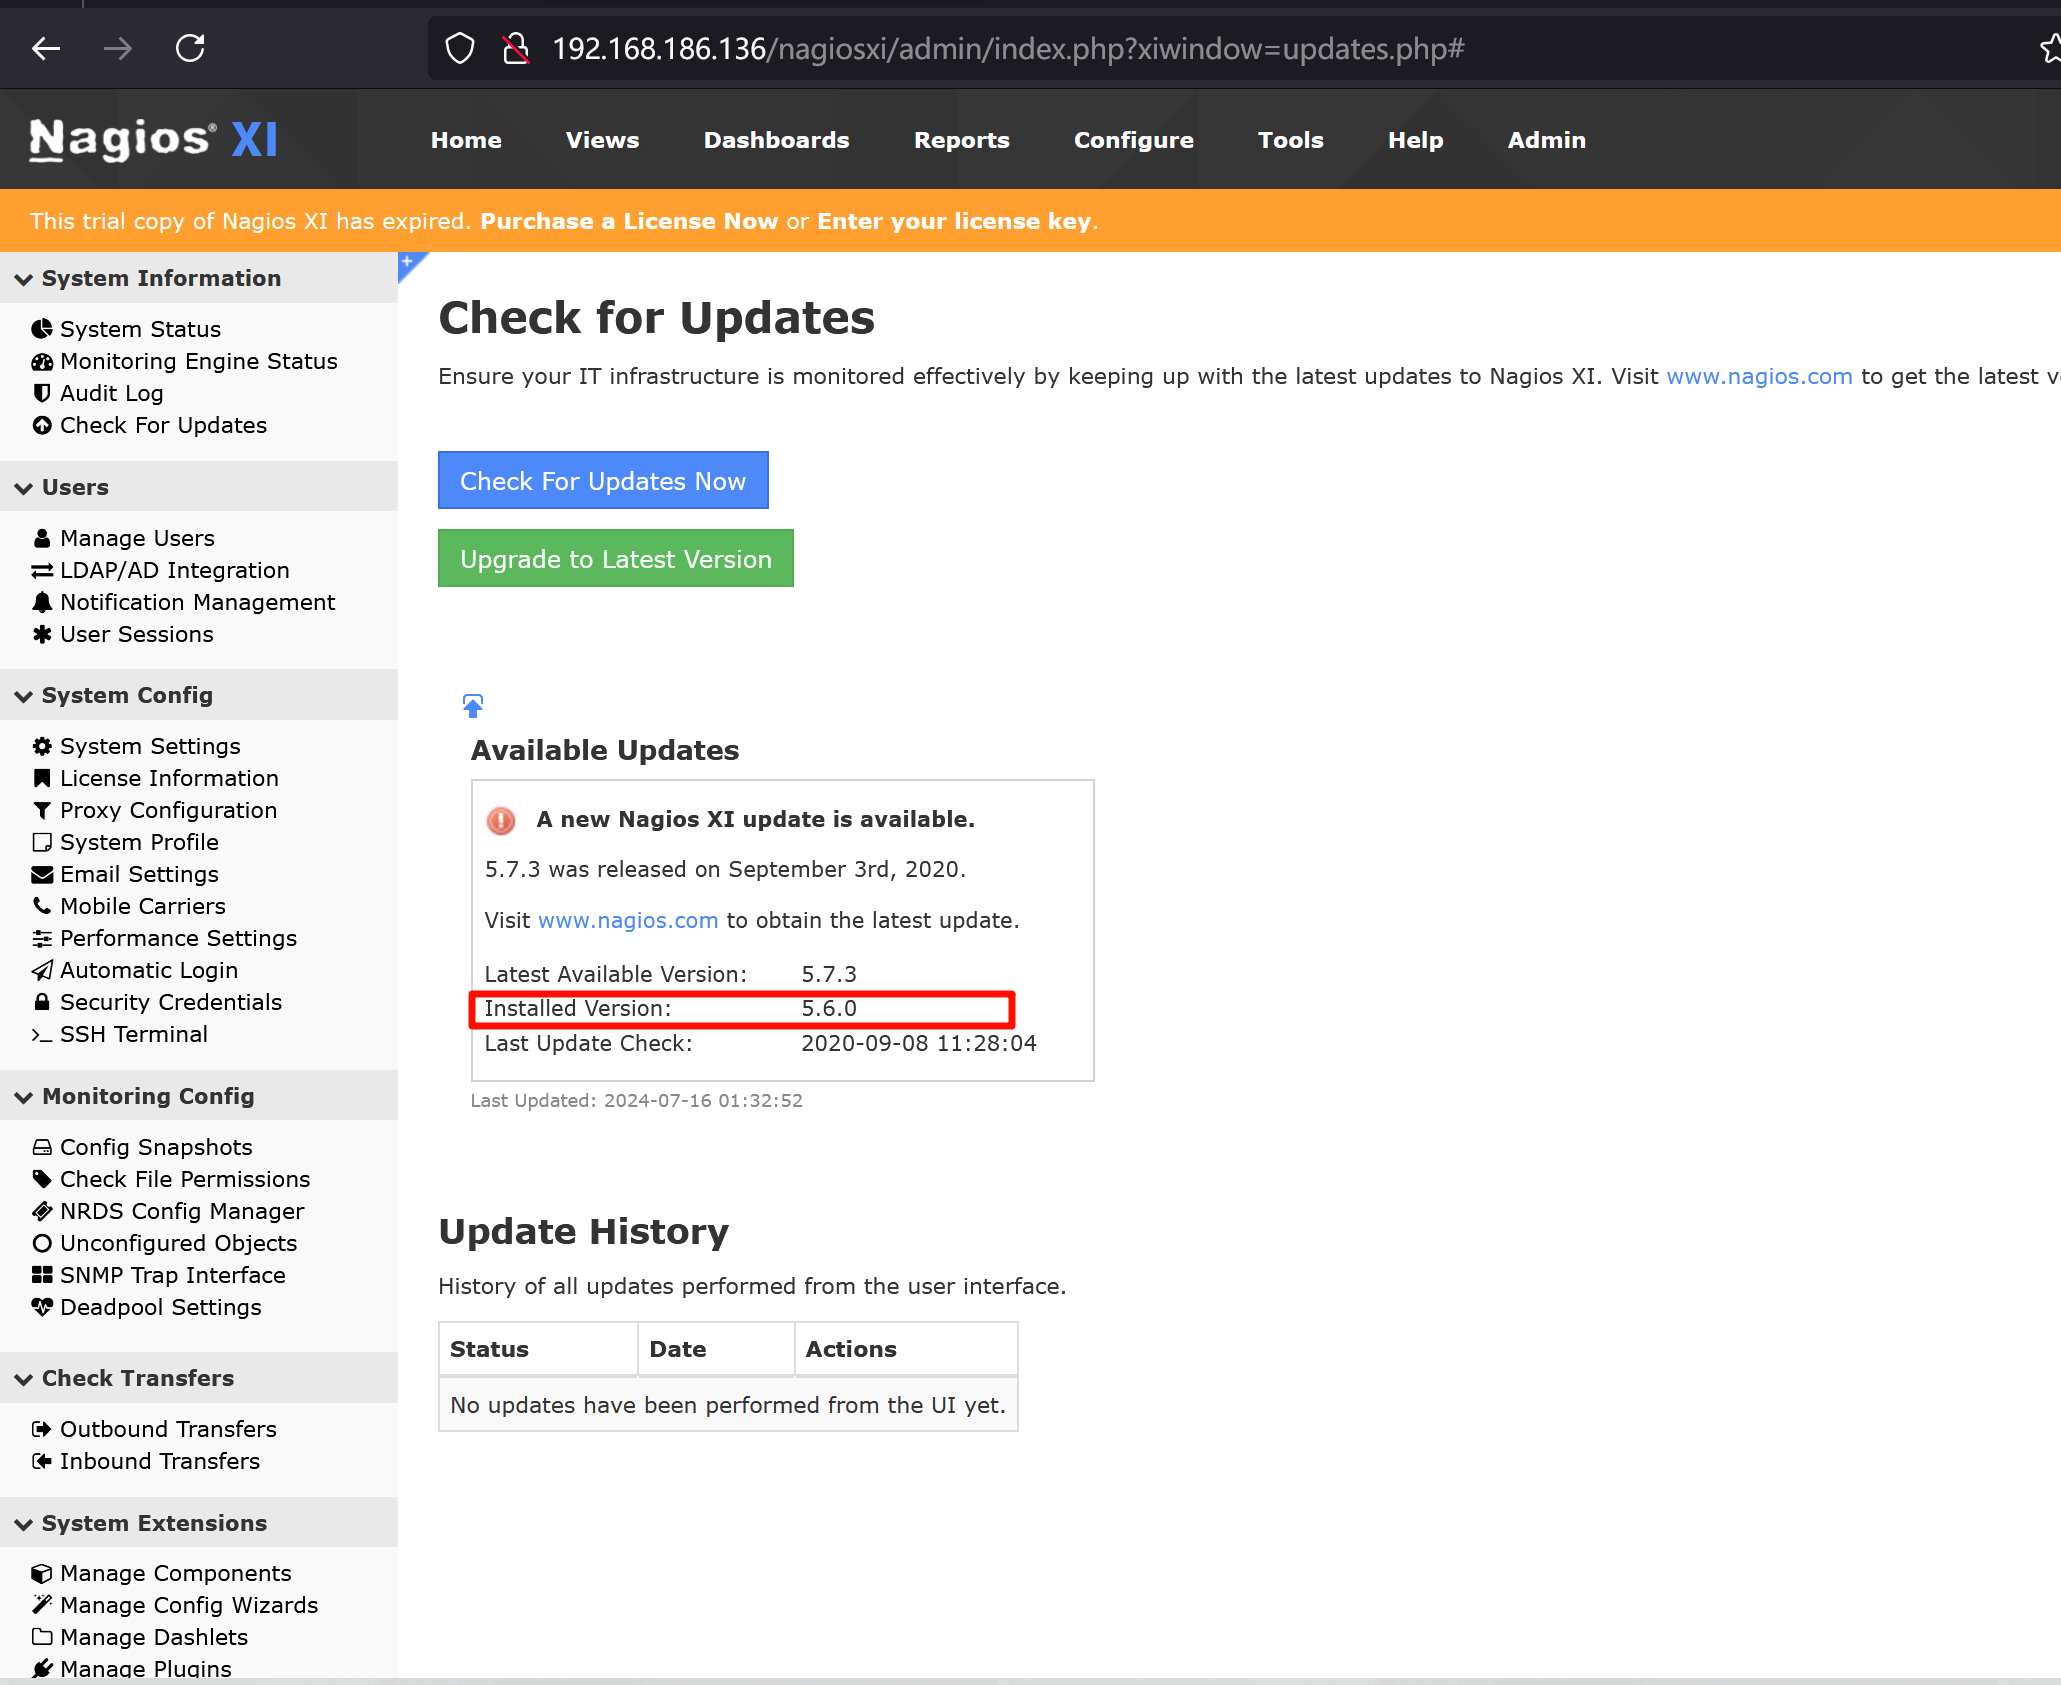 192.168.186.136/nagiosxi/admin/index.php?xiwindow=updates.php#
Nagios® XI
Home Views Dashboards Reports Configure Tools Help Admin
This trial copy of Nagios XI has expired. Purchase a License Now or Enter your license key.
System Information
System Status
Monitoring Engine Status
Audit Log
Check For Updates
Users
Manage Users
LDAP/AD Integration
Notification Management
User Sessions
System Config
System Settings
License Information
Proxy Configuration
System Profile
Email Settings
Mobile Carriers
Performance Settings
Automatic Login
Security Credentials
SSH Terminal
Monitoring Config
Config Snapshots
Check File Permissions
NRDS Config Manager
Unconfigured Objects
SNMP Trap Interface
Deadpool Settings
Check Transfers
Outbound Transfers
Inbound Transfers
System Extensions
Manage Components
Manage Config Wizards
Manage Dashlets
Manage Plugins
Check for Updates
Ensure your IT infrastructure is monitored effectively by keeping up with the latest updates to Nagios XI. Visit www.nagios.com to get the latest
Check For Updates Now
Upgrade to Latest Version
Available Updates
A new Nagios XI update is available.
5.7.3 was released on September 3rd, 2020.
Visit www.nagios.com to obtain the latest update.
Latest Available Version: 5.7.3
Installed Version: 5.6.0
Last Update Check: 2020-09-08 11:28:04
Last Updated: 2024-07-16 01:32:52
Update History
History of all updates performed from the user interface.
Status Date Actions
No updates have been performed from the UI yet.